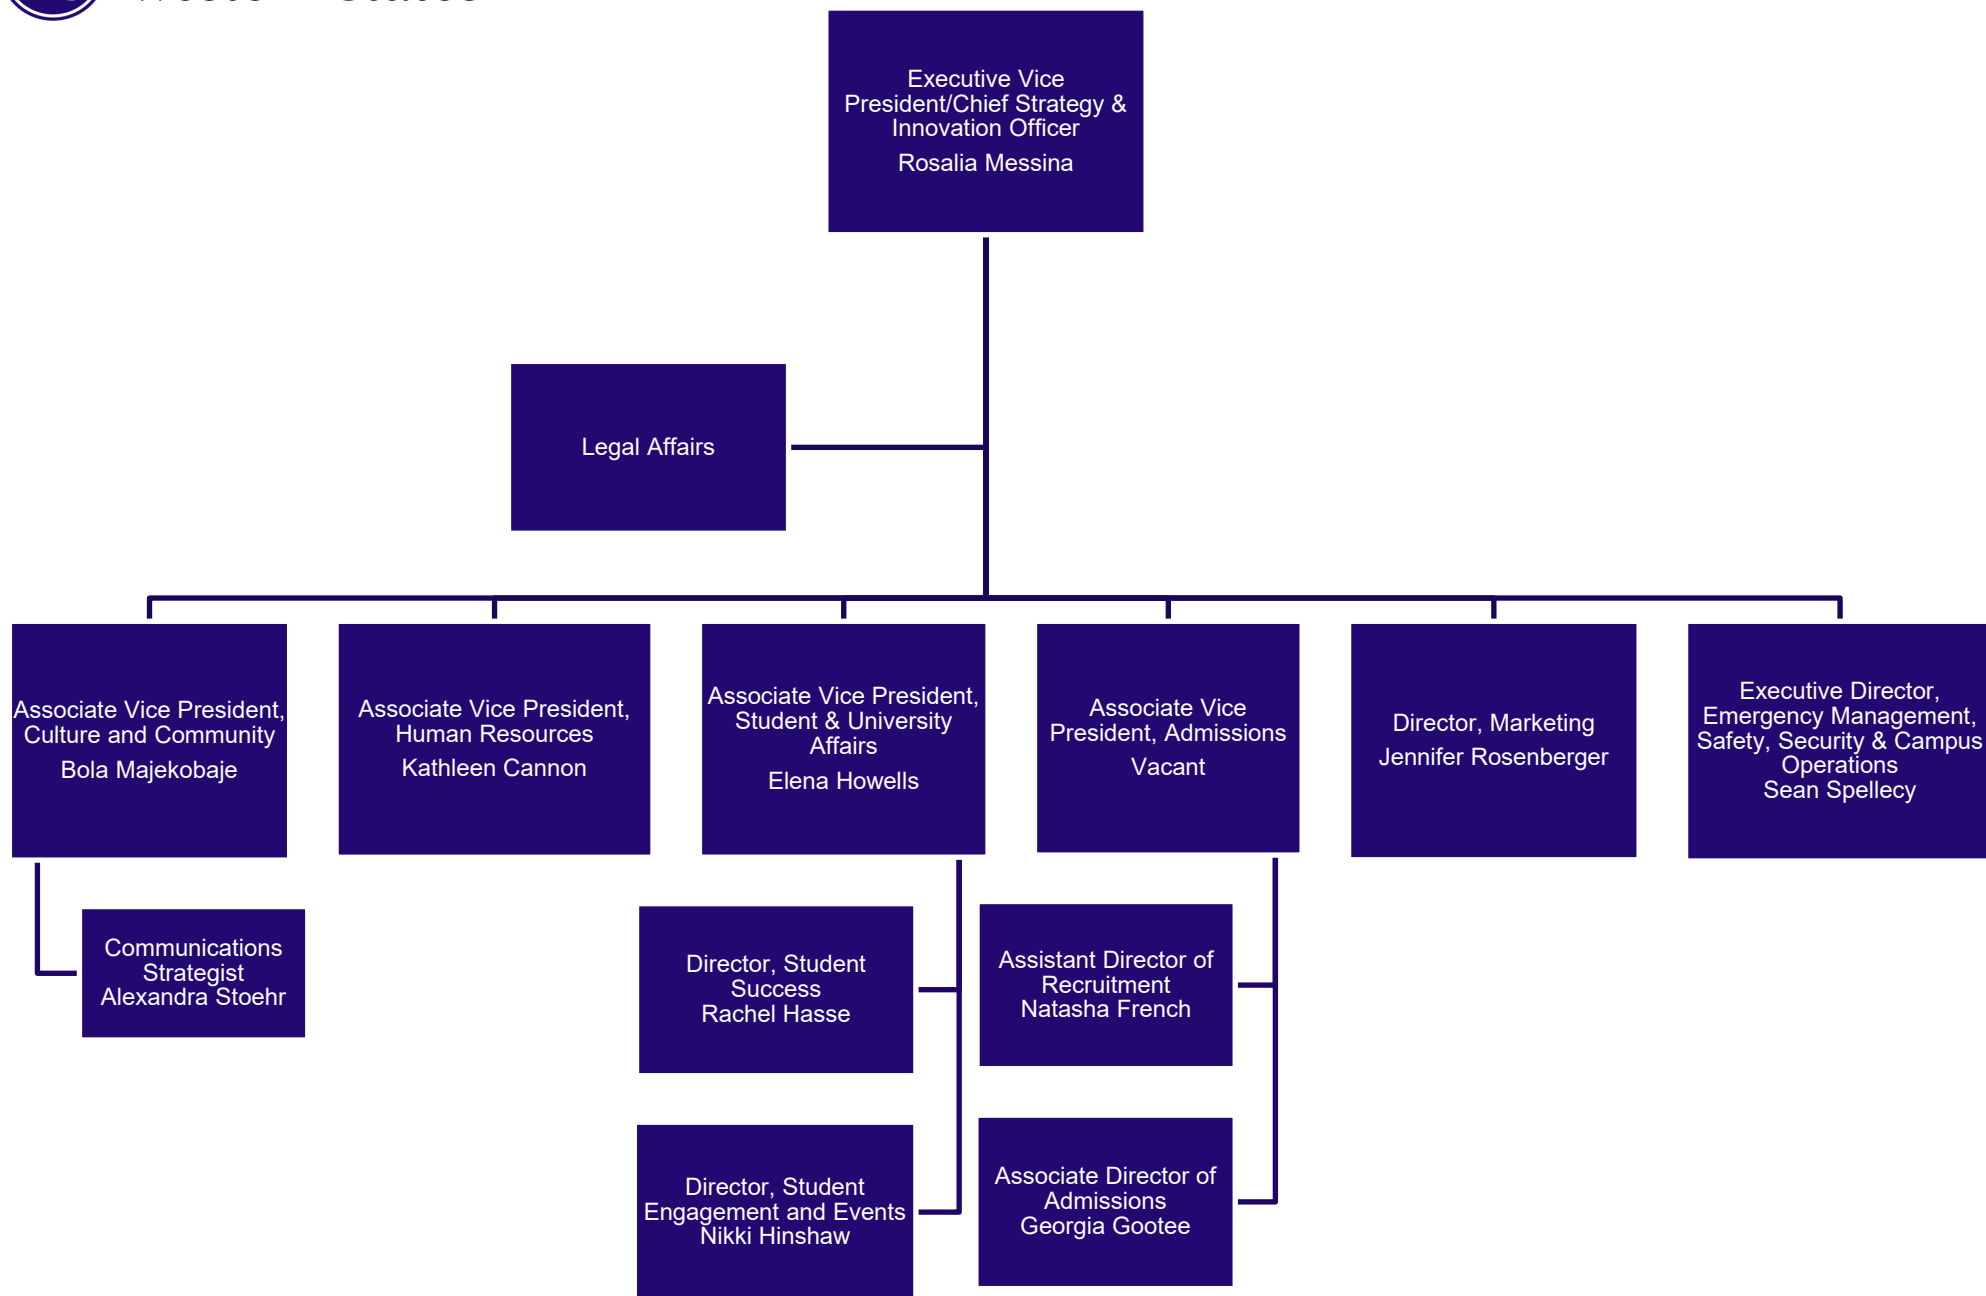 Executive Vice
President/Chief Strategy &
Innovation Officer
Rosalia Messina
Legal Affairs
Associate Vice President,
Culture and Community
Bola Majekobaje
Associate Vice President,
Human Resources
Kathleen Cannon
Associate Vice President,
Student & University
Affairs
Elena Howells
Associate Vice
President, Admissions
Vacant
Director, Marketing
Jennifer Rosenberger
Executive Director,
Emergency Management,
Safety, Security & Campus
Operations
Sean Spellecy
Communications
Strategist
Alexandra Stoehr
Director, Student
Success
Rachel Hasse
Assistant Director of
Recruitment
Natasha French
Director, Student
Engagement and Events
Nikki Hinshaw
Associate Director of
Admissions
Georgia Gootee